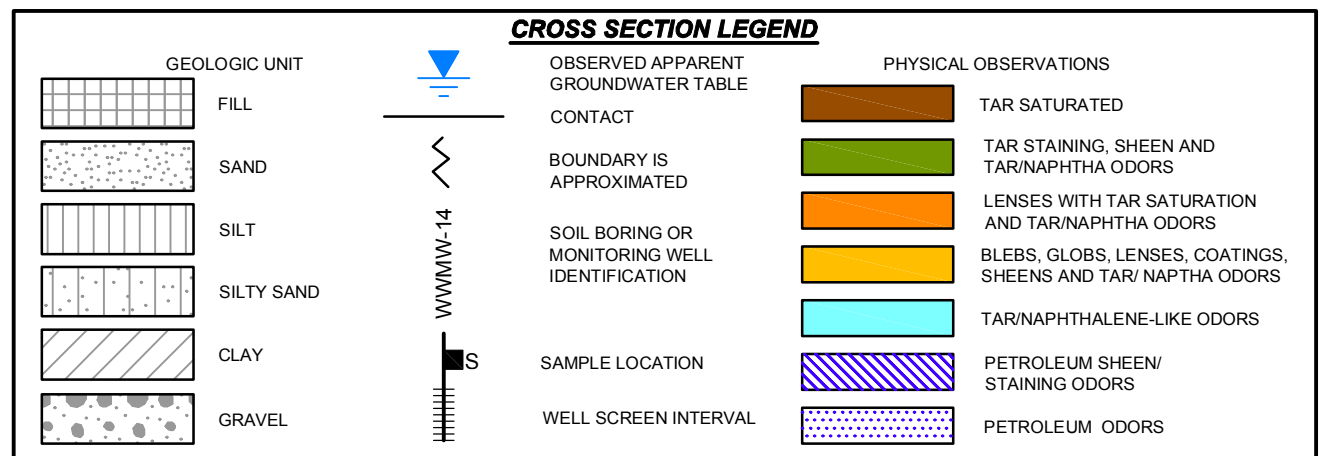 CROSS SECTION LEGEND
GEOLOGIC UNIT
FILL
SAND
SILT
SILTY SAND
CLAY
GRAVEL
OBSERVED APPARENT
GROUNDWATER TABLE
CONTACT
BOUNDARY IS
APPROXIMATED
WWMW-14
SOIL BORING OR
MONITORING WELL
IDENTIFICATION
S
SAMPLE LOCATION
WELL SCREEN INTERVAL
PHYSICAL OBSERVATIONS
TAR SATURATED
TAR STAINING, SHEEN AND
TAR/NAPHTHA ODORS
LENSES WITH TAR SATURATION
AND TAR/NAPHTHA ODORS
BLEBS, GLOBS, LENSES, COATINGS,
SHEENS AND TAR/ NAPTHA ODORS
TAR/NAPHTHALENE-LIKE ODORS
PETROLEUM SHEEN/
STAINING ODORS
PETROLEUM ODORS